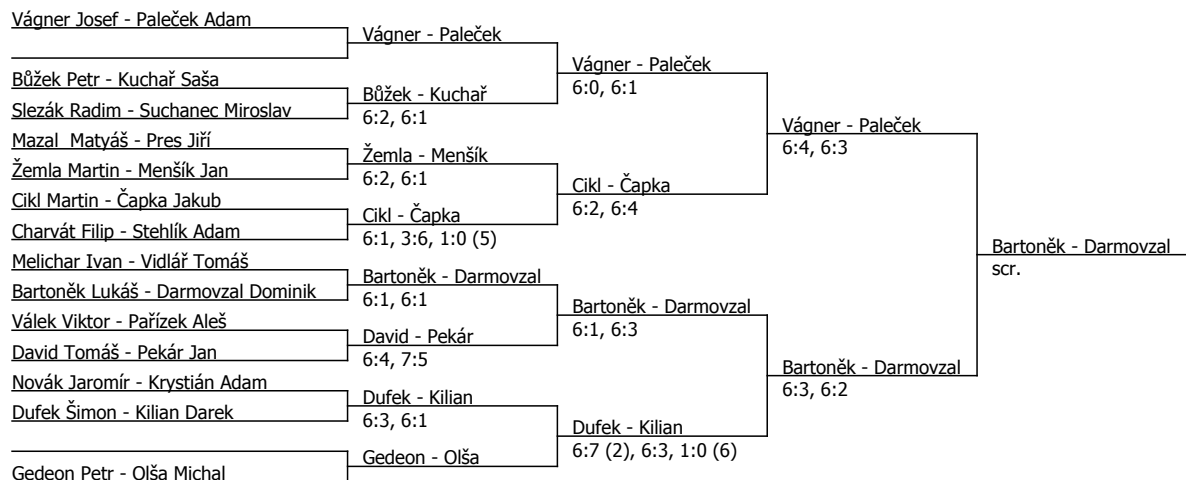 Vágner Josef - Paleček Adam
Vágner - Paleček
Vágner - Paleček
Bůžek Petr - Kuchař Saša
6:0, 6:1
Bůžek - Kuchař
Slezák Radim - Suchanec Miroslav
6:2, 6:1
Vágner - Paleček
Mazal  Matyáš - Pres Jiří
6:4, 6:3
Žemla - Menšík
Žemla Martin - Menšík Jan
6:2, 6:1
Cikl - Čapka
Cikl Martin - Čapka Jakub
6:2, 6:4
Cikl - Čapka
Charvát Filip - Stehlík Adam
6:1, 3:6, 1:0 (5)
Bartoněk - Darmovzal
Melichar Ivan - Vidlář Tomáš
scr.
Bartoněk - Darmovzal
Bartoněk Lukáš - Darmovzal Dominik
6:1, 6:1
Bartoněk - Darmovzal
Válek Viktor - Pařízek Aleš
6:1, 6:3
David - Pekár
David Tomáš - Pekár Jan
6:4, 7:5
Bartoněk - Darmovzal
Novák Jaromír - Krystián Adam
6:3, 6:2
Dufek - Kilian
Dufek Šimon - Kilian Darek
6:3, 6:1
Dufek - Kilian
6:7 (2), 6:3, 1:0 (6)
Gedeon - Olša
Gedeon Petr - Olša Michal